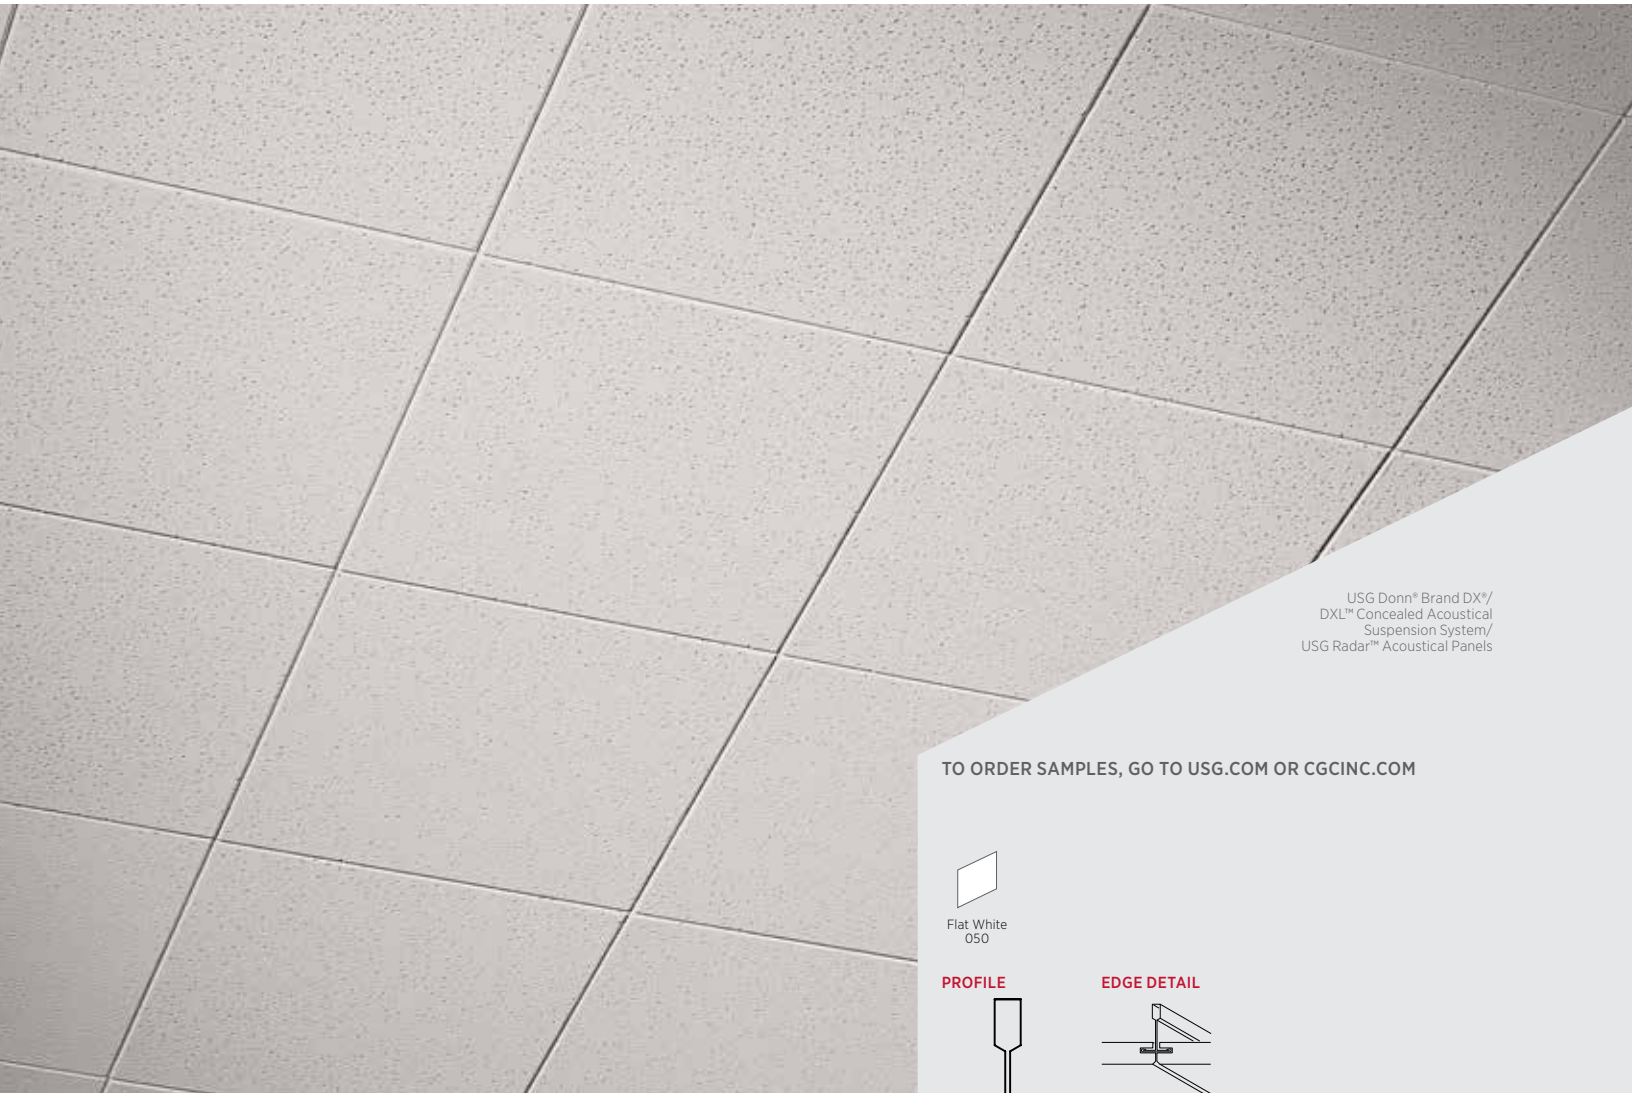 USG Donn® Brand DX®/
DXL™ Concealed Acoustical
Suspension System/
USG Radar™ Acoustical Panels
TO ORDER SAMPLES, GO TO USG.COM OR CGCINC.COM
Flat White
050
PROFILE
EDGE DETAIL